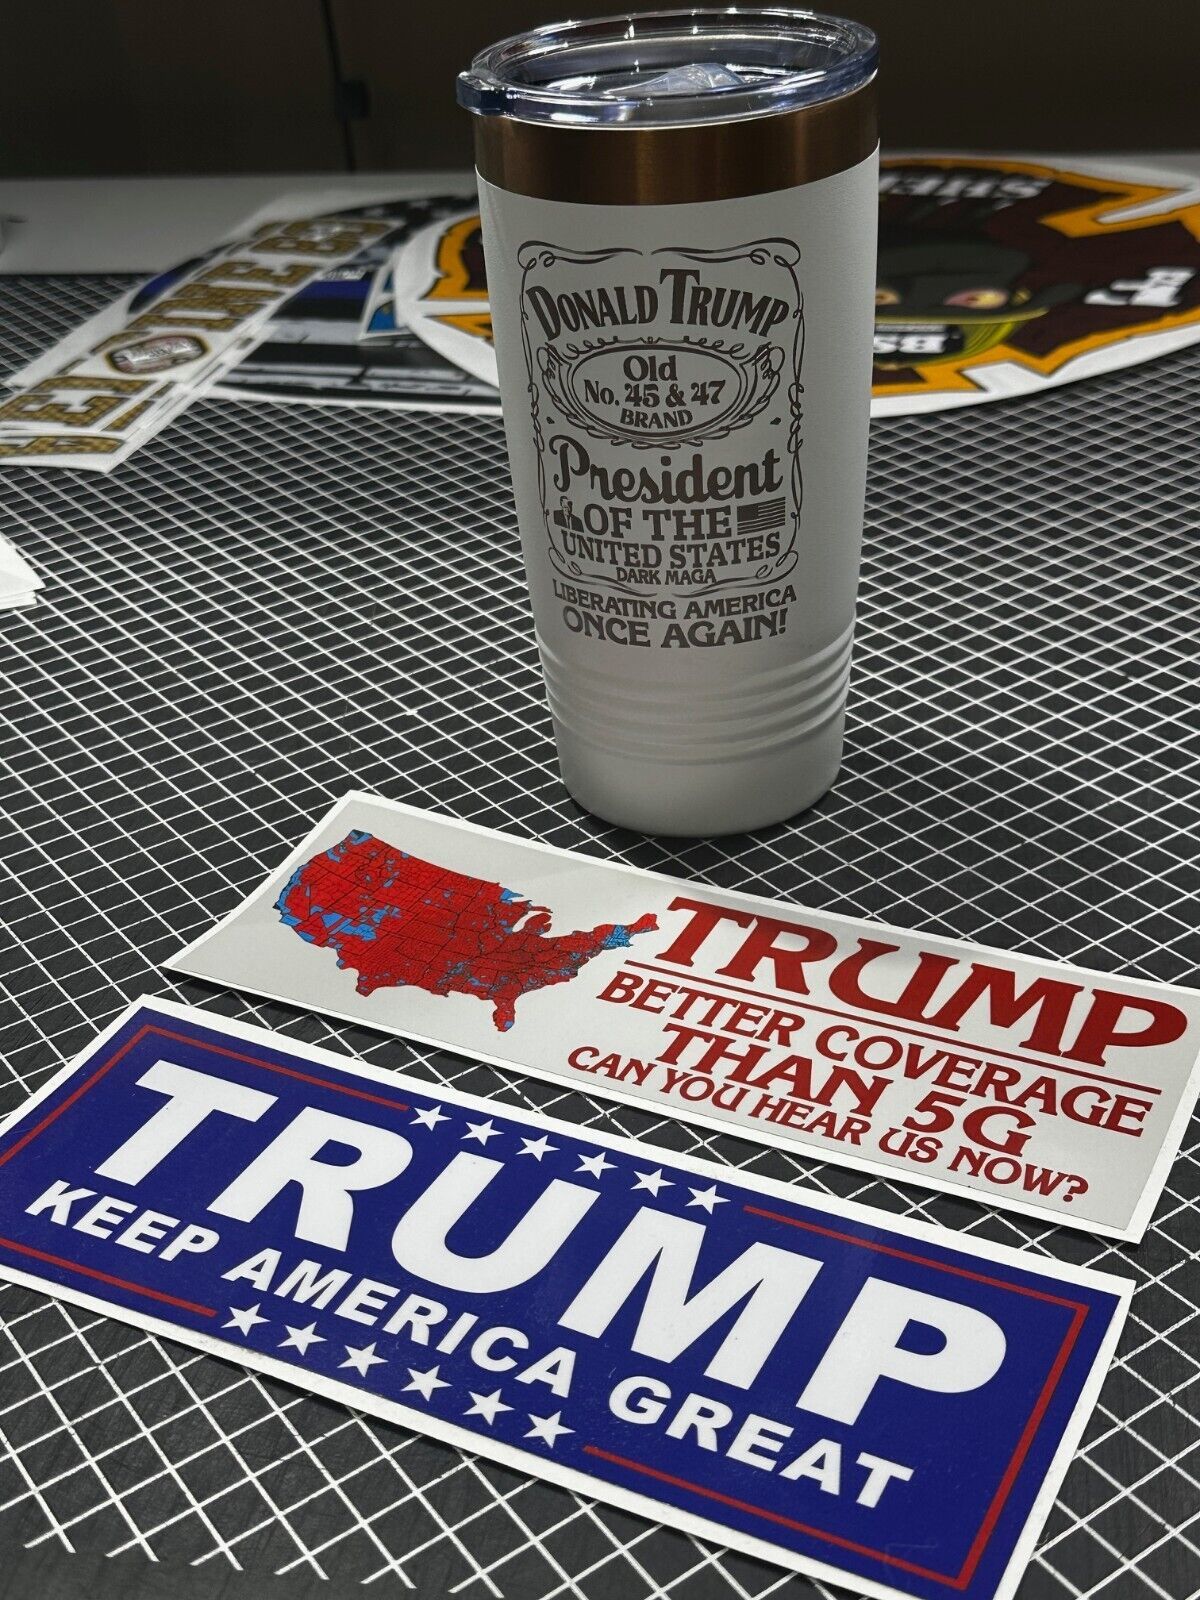 DONALD TRUMP
Old
No. 45 & 47
BRAND
President
OF THE
UNITED STATES
DARK MAGA
LIBERATING AMERICA
ONCE AGAIN!
TRUMP
BETTER COVERAGE
THAN 5G
CAN YOU HEAR US NOW?
TRUMP
KEEP AMERICA GREAT